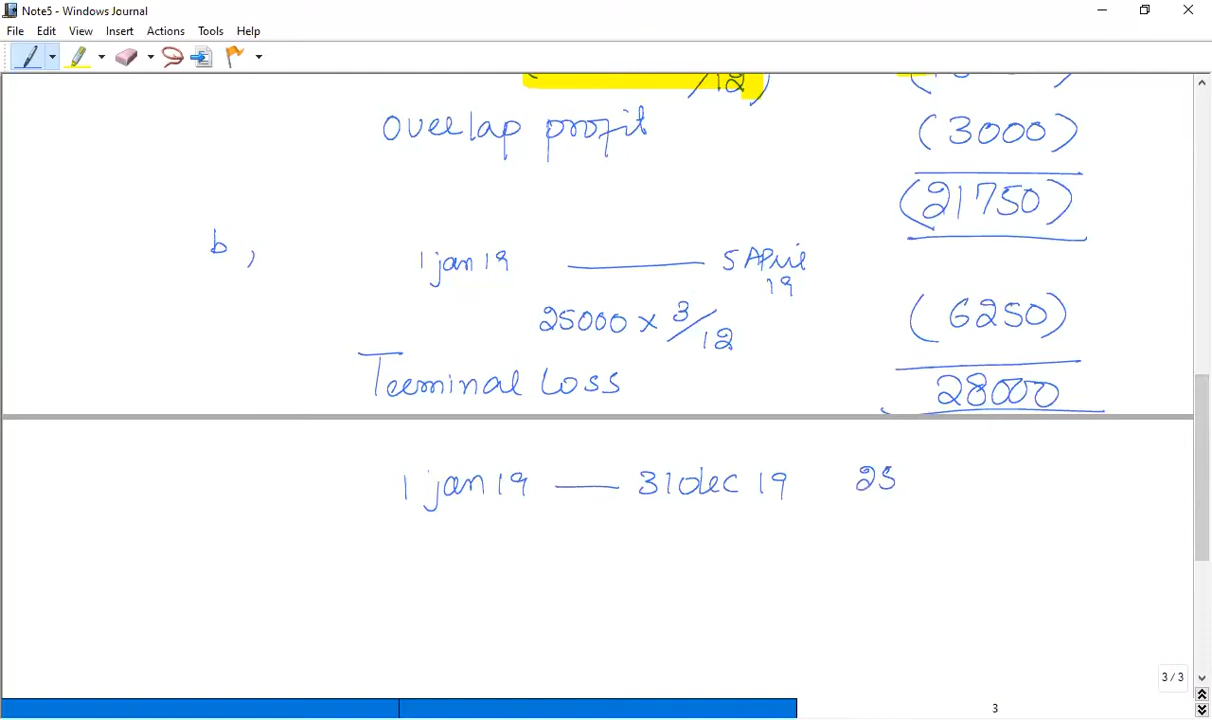 Note5 - Windows Journal
File Edit View Insert Actions Tools Help
/12)
overlap profit (3000)
(21750)
b, 1 jan 19 5 April
19
25000 x 3/12 (6250)
Terminal Loss 28000
1 jan 19 31 dec 19 25
3 / 3
3